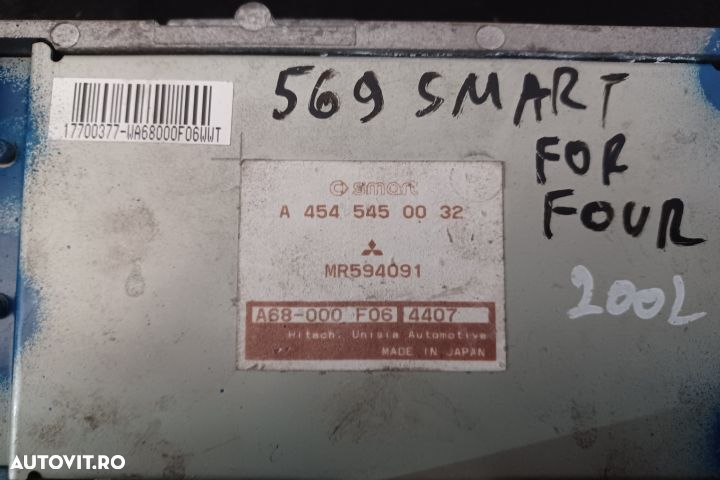 569 SMART
FOR
FOUR
200L
17700377-WA68000F06WWT
smart
A 454 545 00 32
MR594091
A68-000 F06 4407
Hitach. Unisia Automotive
MADE IN JAPAN
AUTOVIT.RO